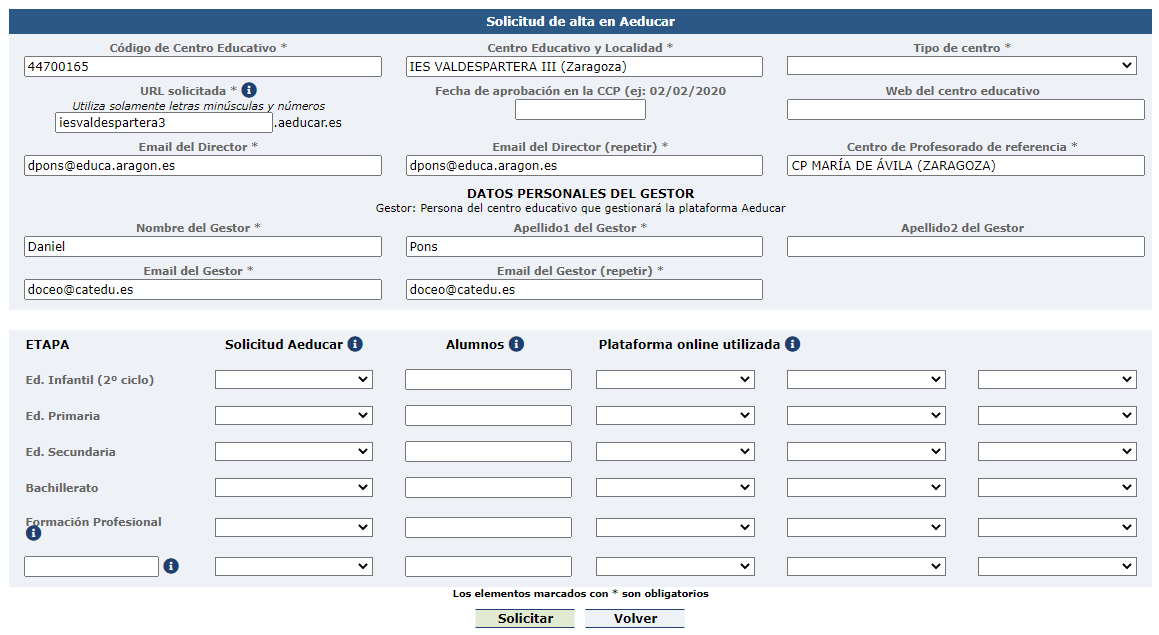 Solicitud de alta en Aeducar
Código de Centro Educativo * Centro Educativo y Localidad * Tipo de centro *
44700165 IES VALDESPARTERA III (Zaragoza)
URL solicitada * i Fecha de aprobación en la CCP (ej: 02/02/2020 Web del centro educativo
Utiliza solamente letras minúsculas y números
iesvaldespartera3 .aeducar.es
Email del Director * Email del Director (repetir) * Centro de Profesorado de referencia *
dpons@educa.aragon.es dpons@educa.aragon.es CP MARÍA DE ÁVILA (ZARAGOZA)
DATOS PERSONALES DEL GESTOR
Gestor: Persona del centro educativo que gestionará la plataforma Aeducar
Nombre del Gestor * Apellido1 del Gestor * Apellido2 del Gestor
Daniel Pons
Email del Gestor * Email del Gestor (repetir) *
doceo@catedu.es doceo@catedu.es
ETAPA Solicitud Aeducar i Alumnos i Plataforma online utilizada i
Ed. Infantil (2º ciclo)
Ed. Primaria
Ed. Secundaria
Bachillerato
Formación Profesional
i
i
Los elementos marcados con * son obligatorios
Solicitar Volver